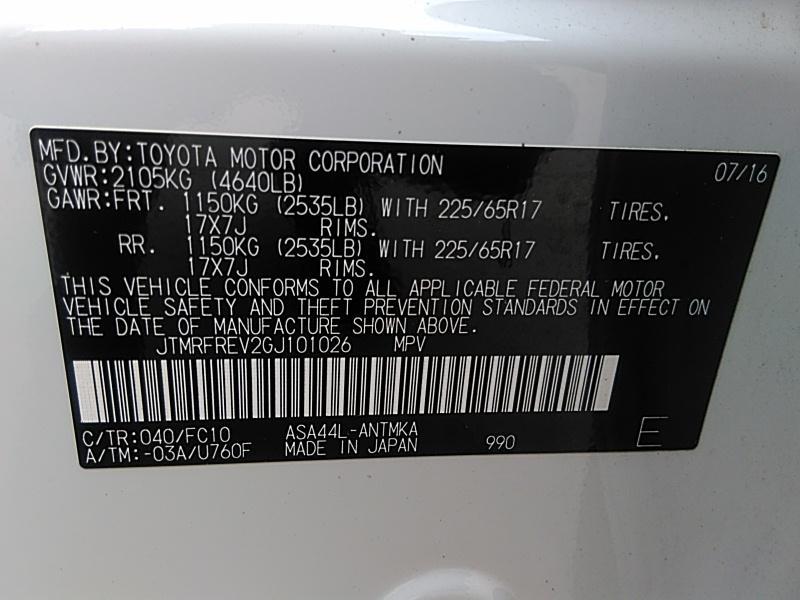 MFD.BY:TOYOTA MOTOR CORPORATION 07/16
GVWR:2105KG (4640LB)
GAWR:FRT. 1150KG (2535LB) WITH 225/65R17 TIRES.
17X7J RIMS.
RR. 1150KG (2535LB) WITH 225/65R17 TIRES.
17X7J RIMS.
THIS VEHICLE CONFORMS TO ALL APPLICABLE FEDERAL MOTOR
VEHICLE SAFETY AND THEFT PREVENTION STANDARDS IN EFFECT ON
THE DATE OF MANUFACTURE SHOWN ABOVE.
JTMRFREV2GJ101026 MPV
C/TR:040/FC10 ASA44L-ANTMKA
A/TM:-03A/U760F MADE IN JAPAN 990 E